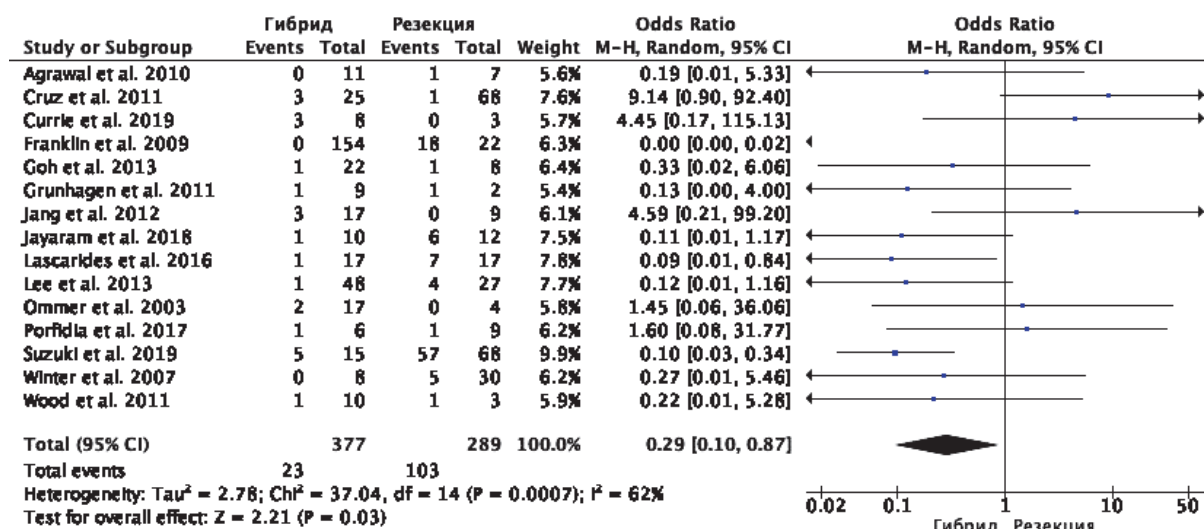 Гибрид Резекция Odds Ratio Odds Ratio
Study or Subgroup Events Total Events Total Weight M-H, Random, 95% CI M-H, Random, 95% CI
Agrawal et al. 2010 0 11 1 7 5.6% 0.19 [0.01, 5.33]
Cruz et al. 2011 3 25 1 68 7.6% 9.14 [0.90, 92.40]
Currie et al. 2019 3 8 0 3 5.7% 4.45 [0.17, 115.13]
Franklin et al. 2009 0 154 18 22 6.3% 0.00 [0.00, 0.02]
Goh et al. 2013 1 22 1 8 6.4% 0.33 [0.02, 6.06]
Grunhagen et al. 2011 1 9 1 2 5.4% 0.13 [0.00, 4.00]
Jang et al. 2012 3 17 0 9 6.1% 4.59 [0.21, 99.20]
Jayaram et al. 2018 1 10 6 12 7.5% 0.11 [0.01, 1.17]
Lascarides et al. 2016 1 17 7 17 7.8% 0.09 [0.01, 0.84]
Lee et al. 2013 1 48 4 27 7.7% 0.12 [0.01, 1.16]
Ommer et al. 2003 2 17 0 4 5.8% 1.45 [0.06, 36.06]
Porfidia et al. 2017 1 6 1 9 6.2% 1.60 [0.08, 31.77]
Suzuki et al. 2019 5 15 57 68 9.9% 0.10 [0.03, 0.34]
Winter et al. 2007 0 8 5 30 6.2% 0.27 [0.01, 5.46]
Wood et al. 2011 1 10 1 3 5.9% 0.22 [0.01, 5.28]
Total (95% CI) 377 289 100.0% 0.29 [0.10, 0.87]
Total events 23 103
Heterogeneity: Tau² = 2.78; Chi² = 37.04, df = 14 (P = 0.0007); I² = 62%
Test for overall effect: Z = 2.21 (P = 0.03)
0.02 0.1 1 10 50
Гибрид Резекция